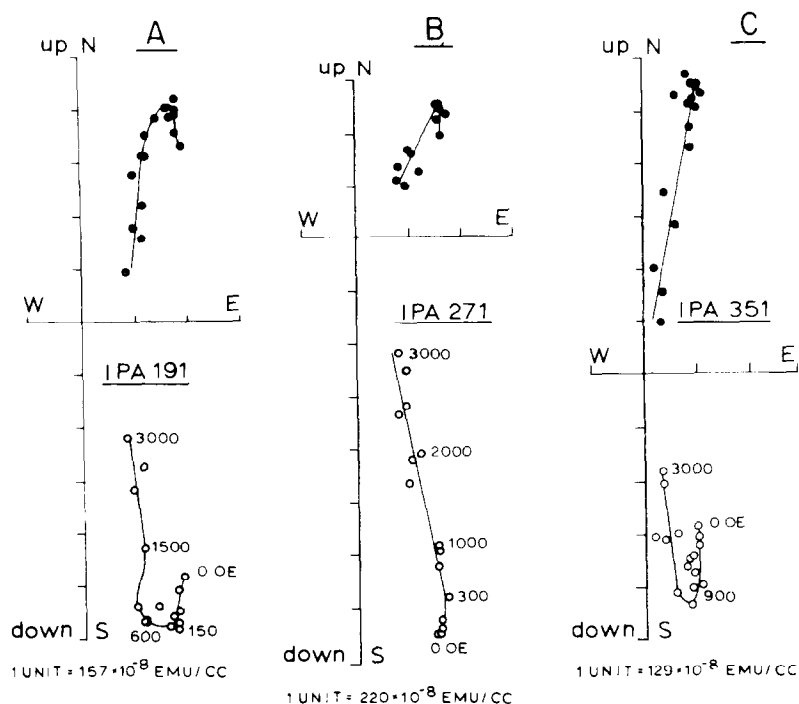 A
up N
W E
IPA 191
3000
1500
0 OE
600 150
down S
1 UNIT = 157*10⁻⁸ EMU/CC
B
up N
W E
IPA 271
3000
2000
1000
300
0 OE
down S
1 UNIT = 220*10⁻⁸ EMU/CC
C
up N
IPA 351
W E
3000
0 OE
900
down S
1 UNIT = 129*10⁻⁸ EMU/CC